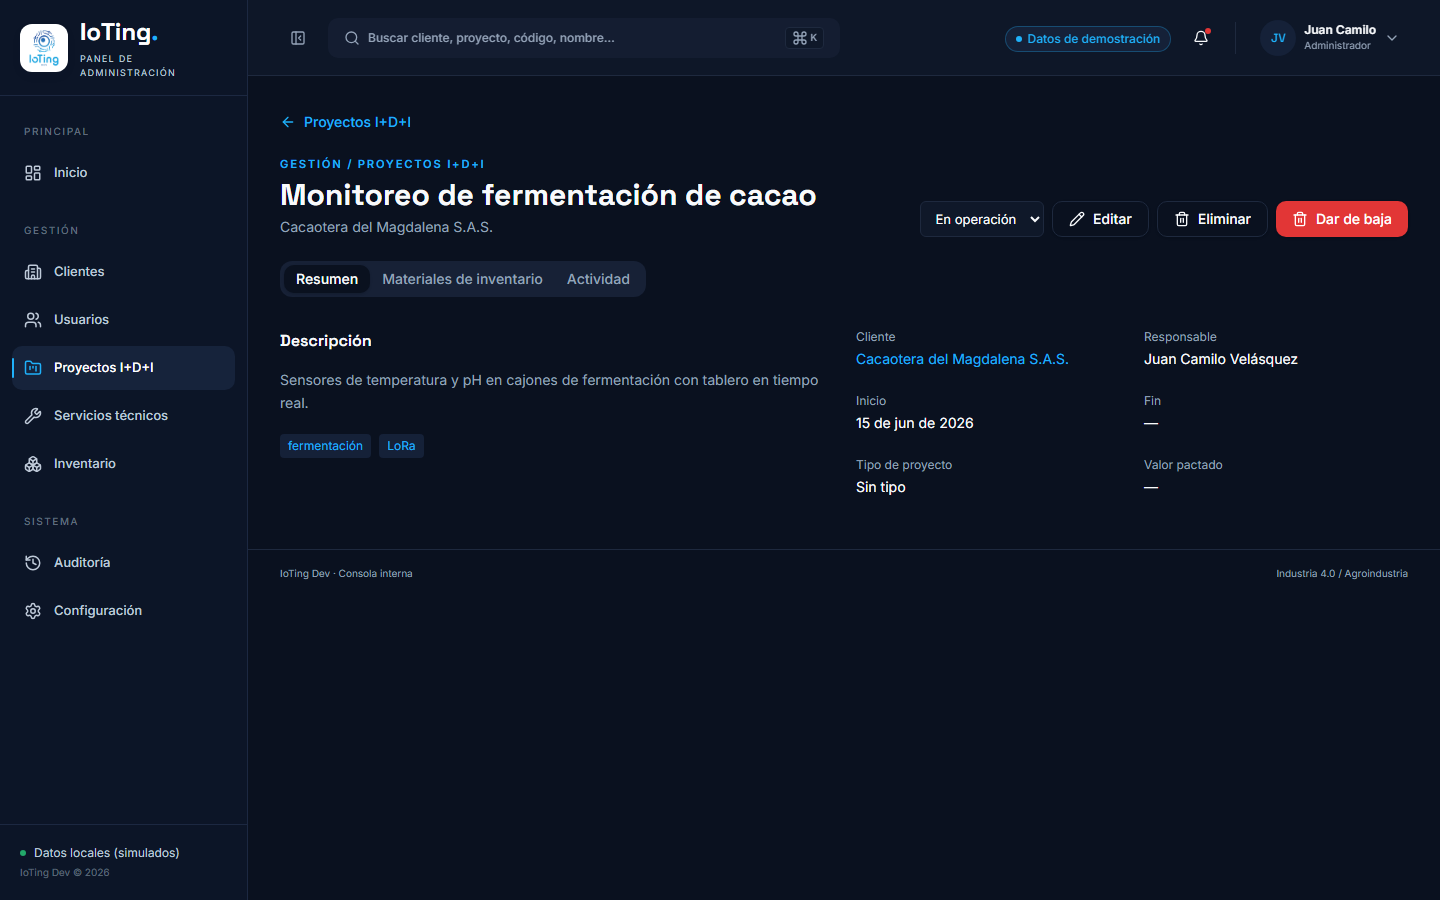 IoTing
IoTing.
PANEL DE
ADMINISTRACIÓN
Buscar cliente, proyecto, código, nombre...
⌘ K
Datos de demostración
JV
Juan Camilo
Administrador
PRINCIPAL
Inicio
GESTIÓN
Clientes
Usuarios
Proyectos I+D+I
Servicios técnicos
Inventario
SISTEMA
Auditoría
Configuración
Datos locales (simulados)
IoTing Dev © 2026
Proyectos I+D+I
GESTIÓN / PROYECTOS I+D+I
Monitoreo de fermentación de cacao
Cacaotera del Magdalena S.A.S.
En operación
Editar
Eliminar
Dar de baja
Resumen
Materiales de inventario
Actividad
Descripción
Sensores de temperatura y pH en cajones de fermentación con tablero en tiempo
real.
fermentación
LoRa
Cliente
Cacaotera del Magdalena S.A.S.
Responsable
Juan Camilo Velásquez
Inicio
15 de jun de 2026
Fin
—
Tipo de proyecto
Sin tipo
Valor pactado
—
IoTing Dev · Consola interna
Industria 4.0 / Agroindustria